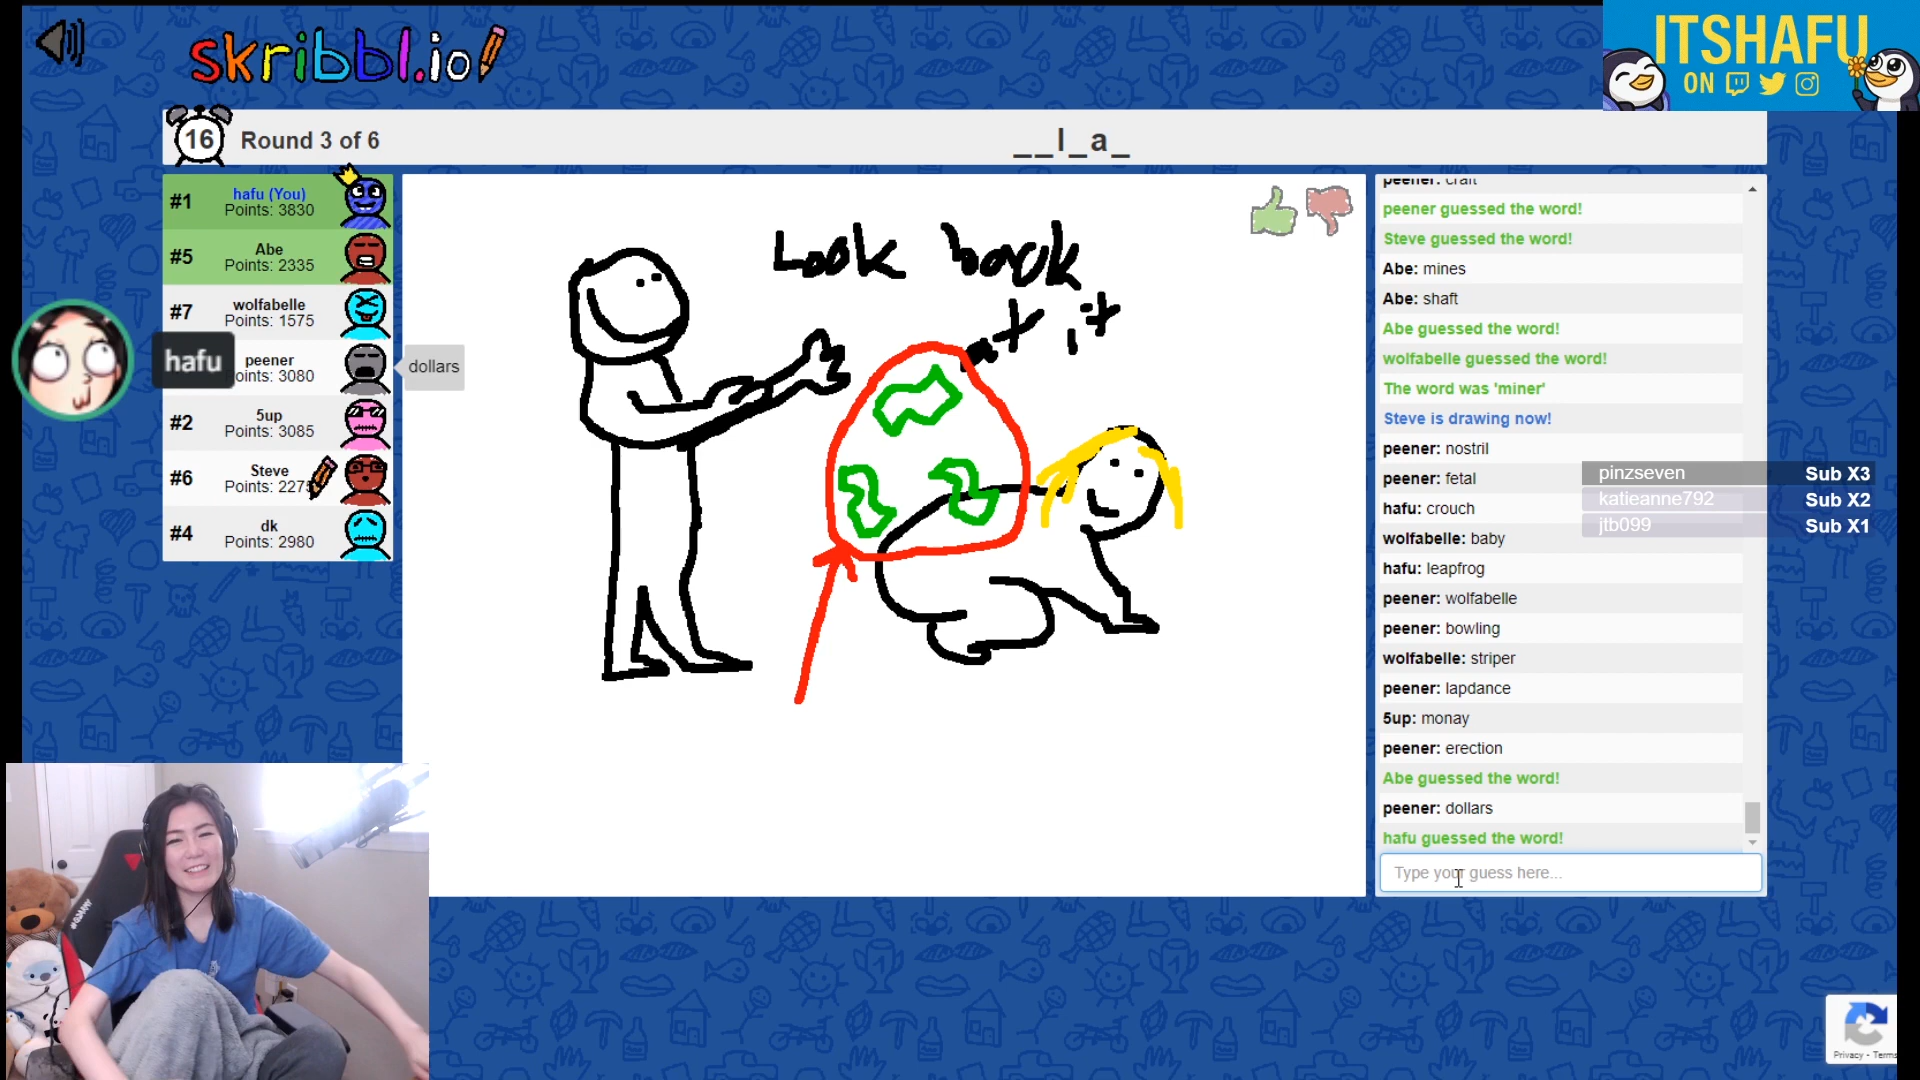 skribbl.io
ITSHAFU
ON
16
Round 3 of 6
__l_a_
#1
hafu (You)
Points: 3830
#5
Abe
Points: 2335
#7
wolfabelle
Points: 1575
hafu
peener
Points: 3080
dollars
#2
5up
Points: 3085
#6
Steve
Points: 2275
#4
dk
Points: 2980
Look back
at it
peener: craft
peener guessed the word!
Steve guessed the word!
Abe: mines
Abe: shaft
Abe guessed the word!
wolfabelle guessed the word!
The word was 'miner'
Steve is drawing now!
peener: nostril
peener: fetal
hafu: crouch
wolfabelle: baby
hafu: leapfrog
peener: wolfabelle
peener: bowling
wolfabelle: striper
peener: lapdance
5up: monay
peener: erection
Abe guessed the word!
peener: dollars
hafu guessed the word!
Type your guess here...
pinzseven Sub X3
katieanne792 Sub X2
jtb099 Sub X1
Privacy - Terms